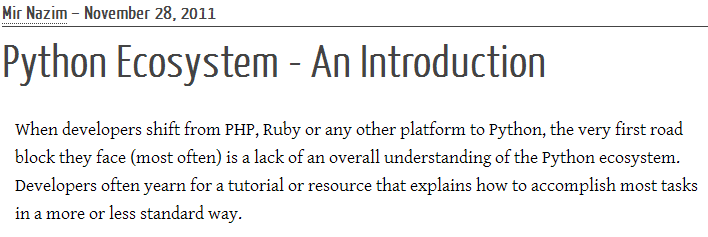 Mir Nazim – November 28, 2011
Python Ecosystem - An Introduction
When developers shift from PHP, Ruby or any other platform to Python, the very first road
block they face (most often) is a lack of an overall understanding of the Python ecosystem.
Developers often yearn for a tutorial or resource that explains how to accomplish most tasks
in a more or less standard way.